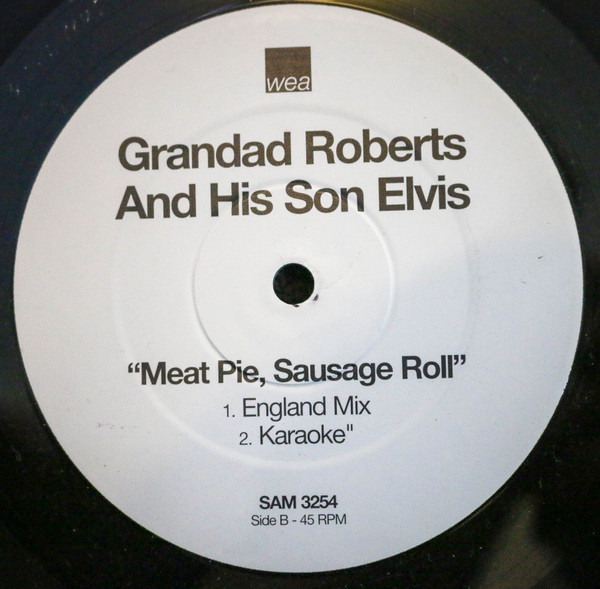 wea
Grandad Roberts
And His Son Elvis
“Meat Pie, Sausage Roll”
1. England Mix
2. Karaoke"
SAM 3254
Side B - 45 RPM